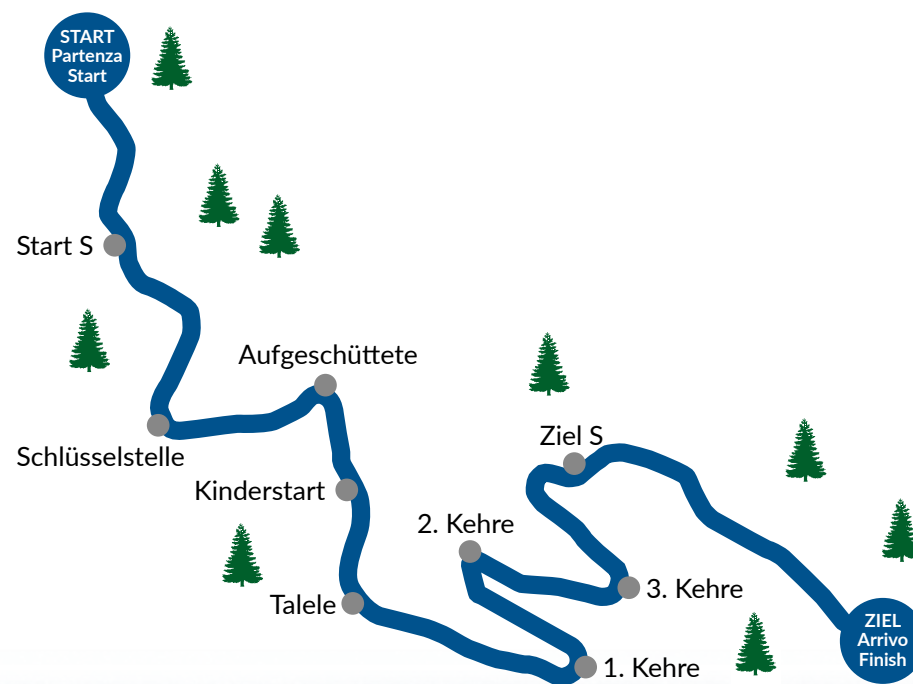 START
Partenza
Start
Start S
Aufgeschüttete
Schlüsselstelle
Ziel S
Kinderstart
2. Kehre
3. Kehre
Talele
ZIEL
Arrivo
Finish
1. Kehre